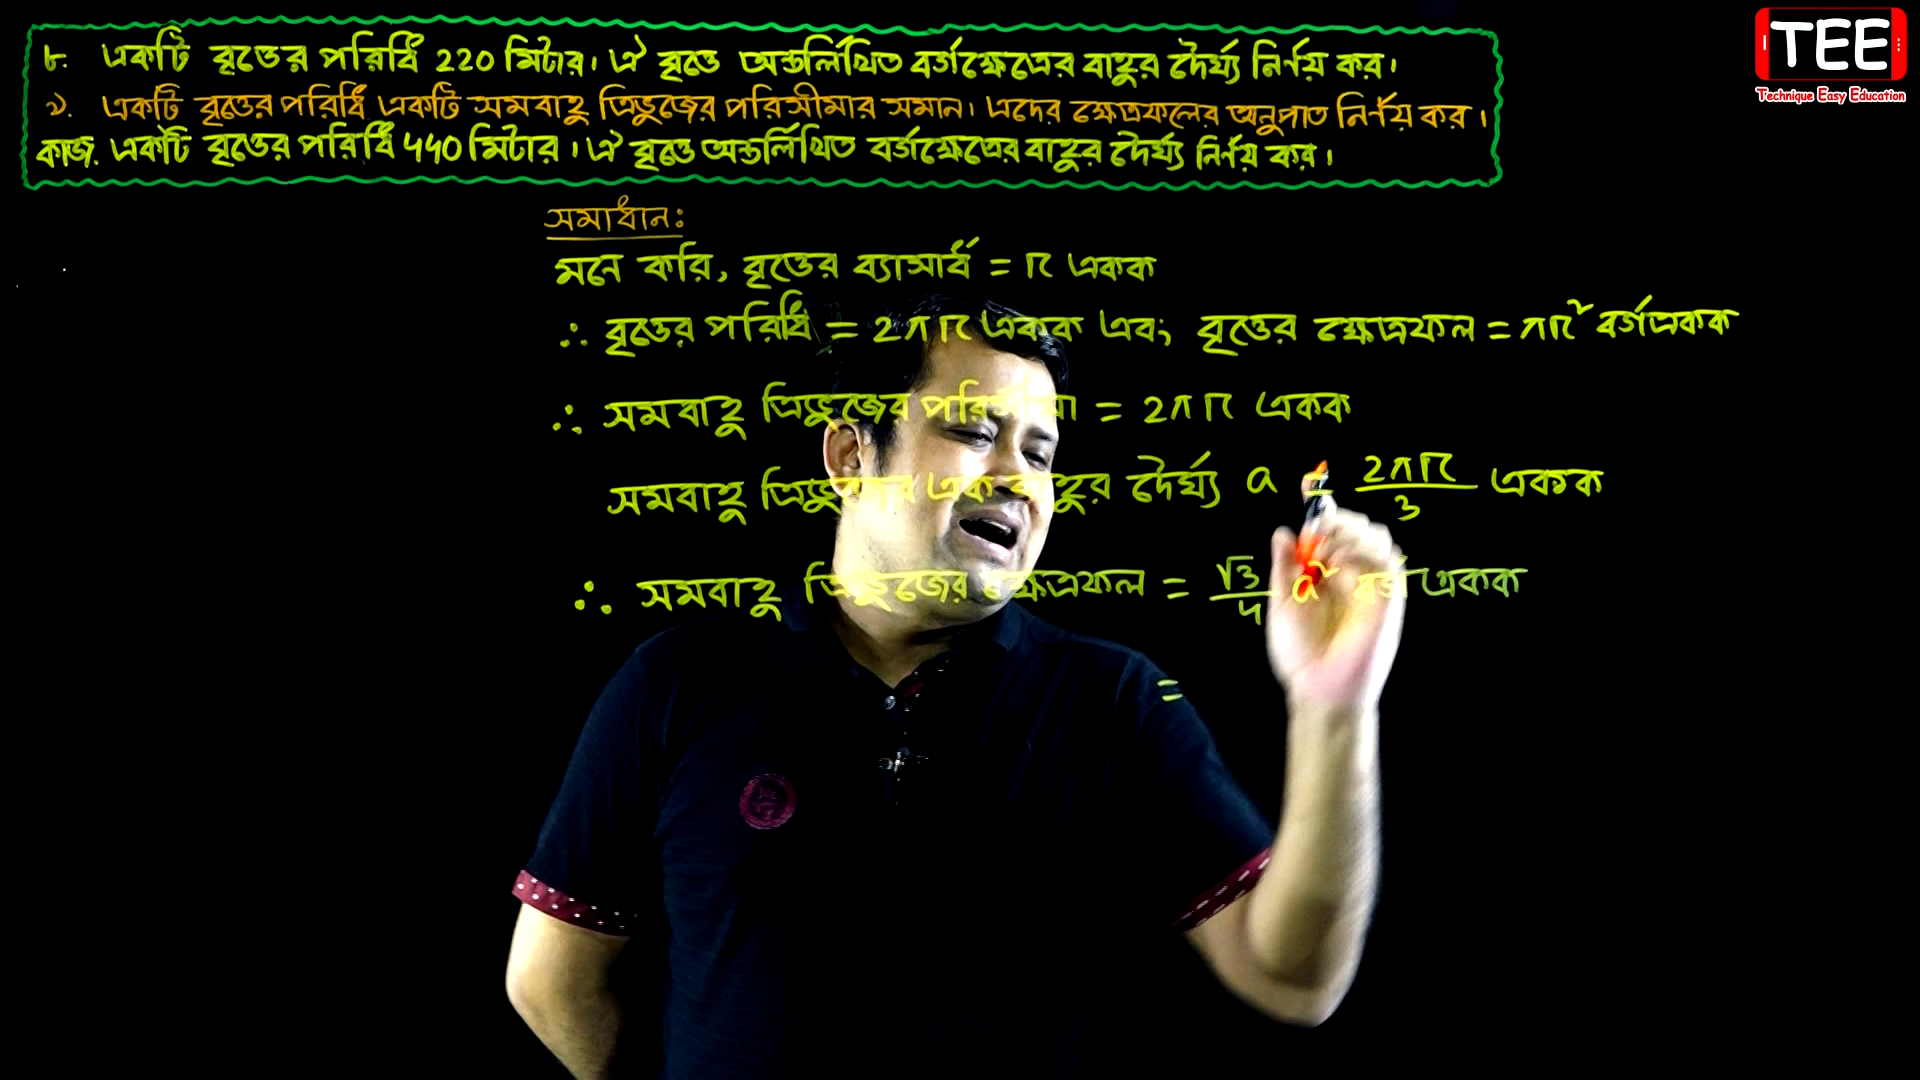 ৮. একটি বৃত্তের পরিধি 220 মিটার। ঐ বৃত্তে অন্তর্লিখিত বর্গক্ষেত্রের বাহুর দৈর্ঘ্য নির্ণয় কর।
৯. একটি বৃত্তের পরিধি একটি সমবাহু ত্রিভুজের পরিসীমার সমান। এদের ক্ষেত্রফলের অনুপাত নির্ণয় কর।
কাজ. একটি বৃত্তের পরিধি 440 মিটার। ঐ বৃত্তে অন্তর্লিখিত বর্গক্ষেত্রের বাহুর দৈর্ঘ্য নির্ণয় কর।
TEE
Technique Easy Education
সমাধান:
মনে করি, বৃত্তের ব্যাসার্ধ = r একক
∴ বৃত্তের পরিধি = 2πr একক এবং বৃত্তের ক্ষেত্রফল = πr² বর্গএকক
∴ সমবাহু ত্রিভুজের পরিসীমা = 2πr একক
সমবাহু ত্রিভুজের এক বাহুর দৈর্ঘ্য a = 2πr/3 একক
∴ সমবাহু ত্রিভুজের ক্ষেত্রফল = √3/4 a² বর্গ একক
=